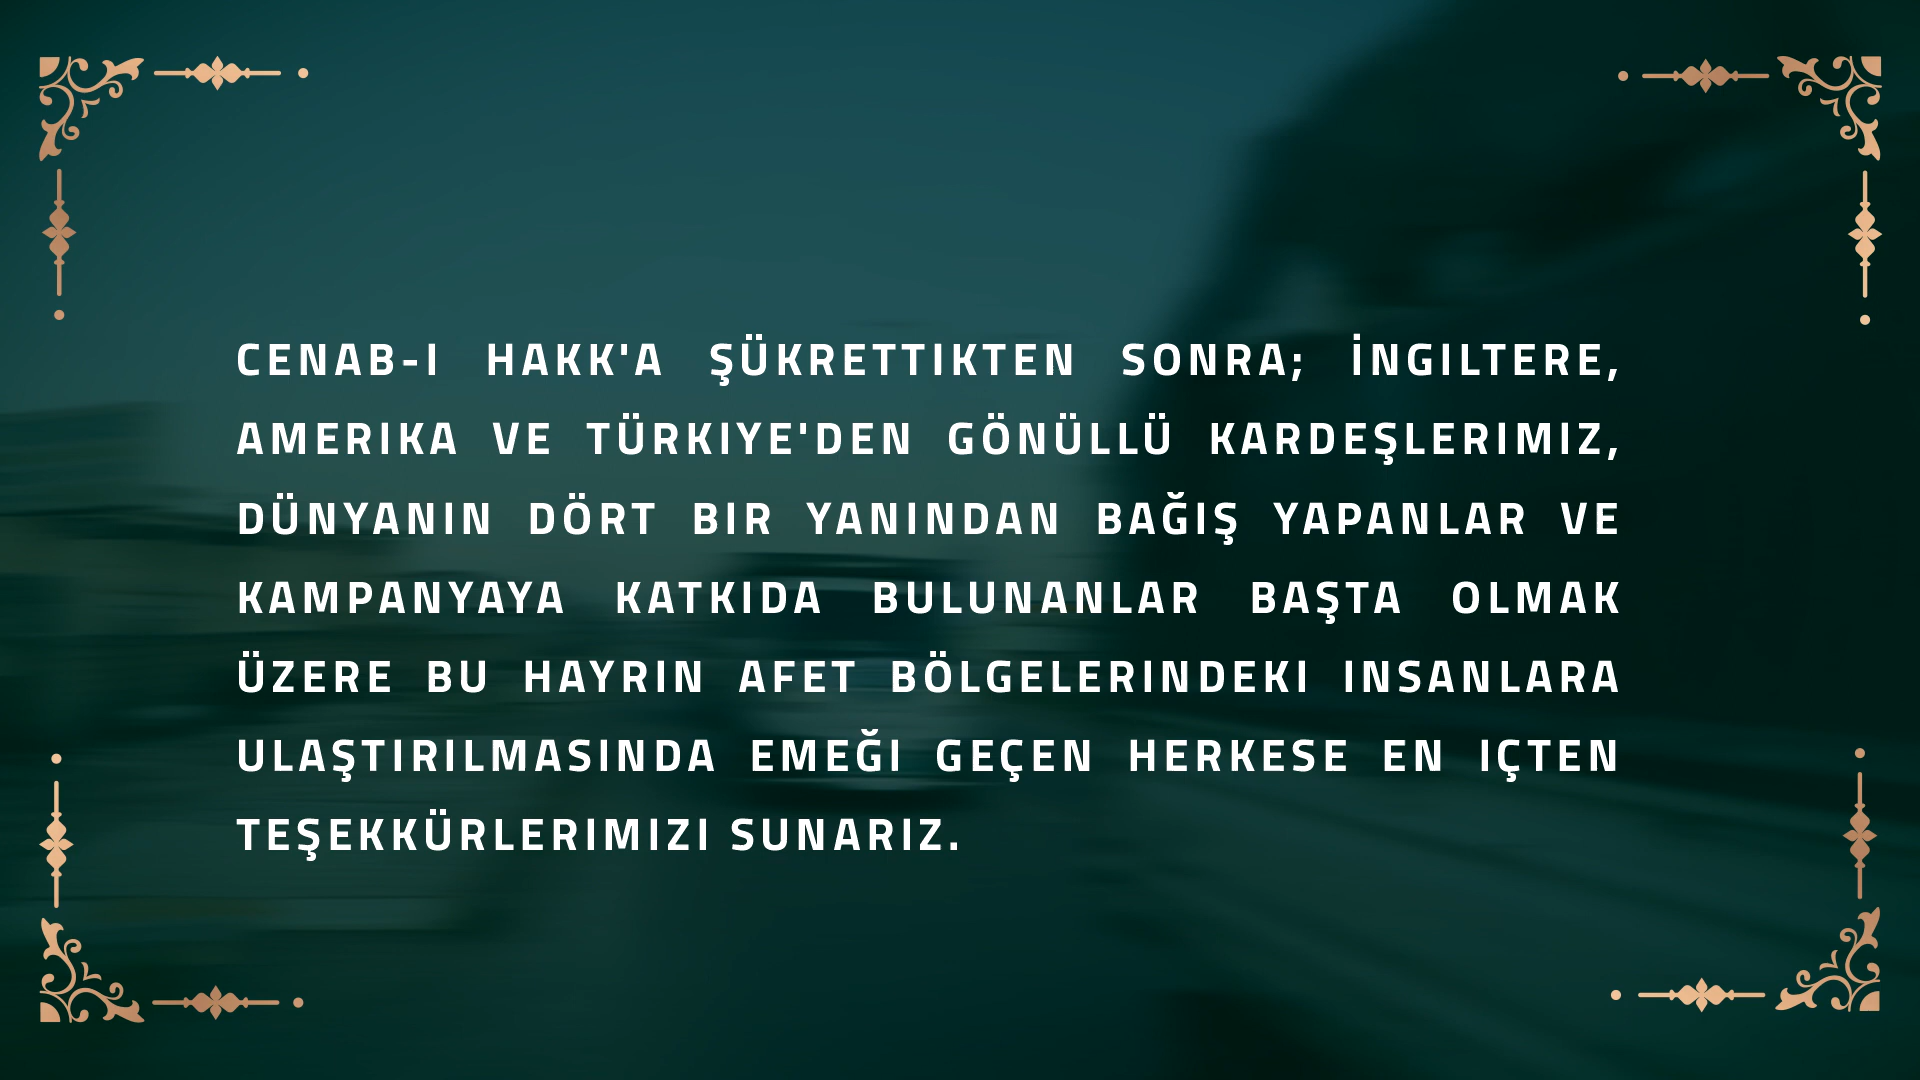 CENAB-I HAKK'A ŞÜKRETTIKTEN SONRA; İNGILTERE,
AMERIKA VE TÜRKIYE'DEN GÖNÜLLÜ KARDEŞLERIMIZ,
DÜNYANIN DÖRT BIR YANINDAN BAĞIŞ YAPANLAR VE
KAMPANYAYA KATKIDA BULUNANLAR BAŞTA OLMAK
ÜZERE BU HAYRIN AFET BÖLGELERINDEKI INSANLARA
ULAŞTIRILMASINDA EMEĞI GEÇEN HERKESE EN IÇTEN
TEŞEKKÜRLERIMIZI SUNARIZ.